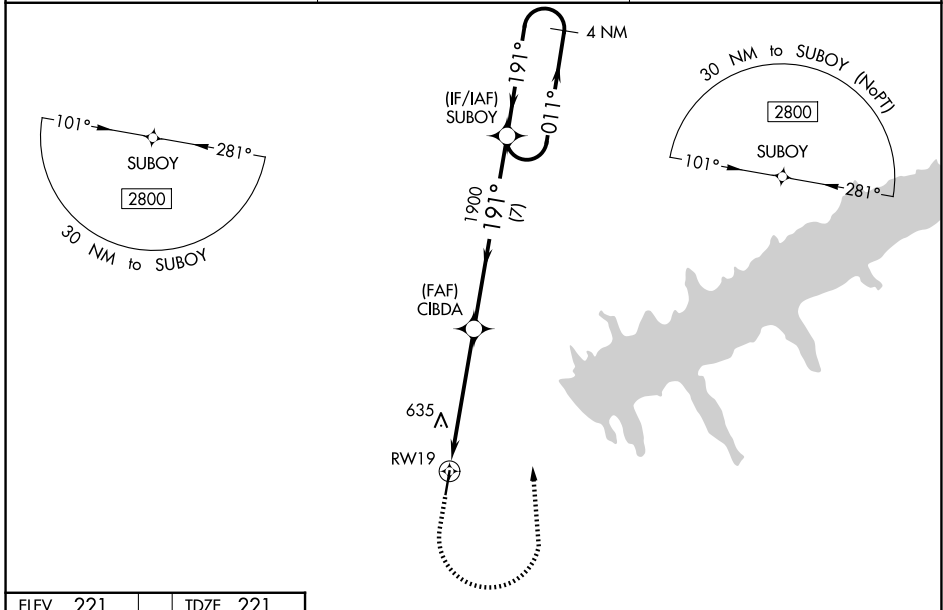 4 NM
191°
011°
(IF/IAF)
SUBOY
30 NM to SUBOY (NoPT)
2800
101°
SUBOY
281°
101°
281°
SUBOY
2800
30 NM to SUBOY
1900
191°
(7)
(FAF)
CIBDA
635
RW19
ELEV 221 TDZE 221